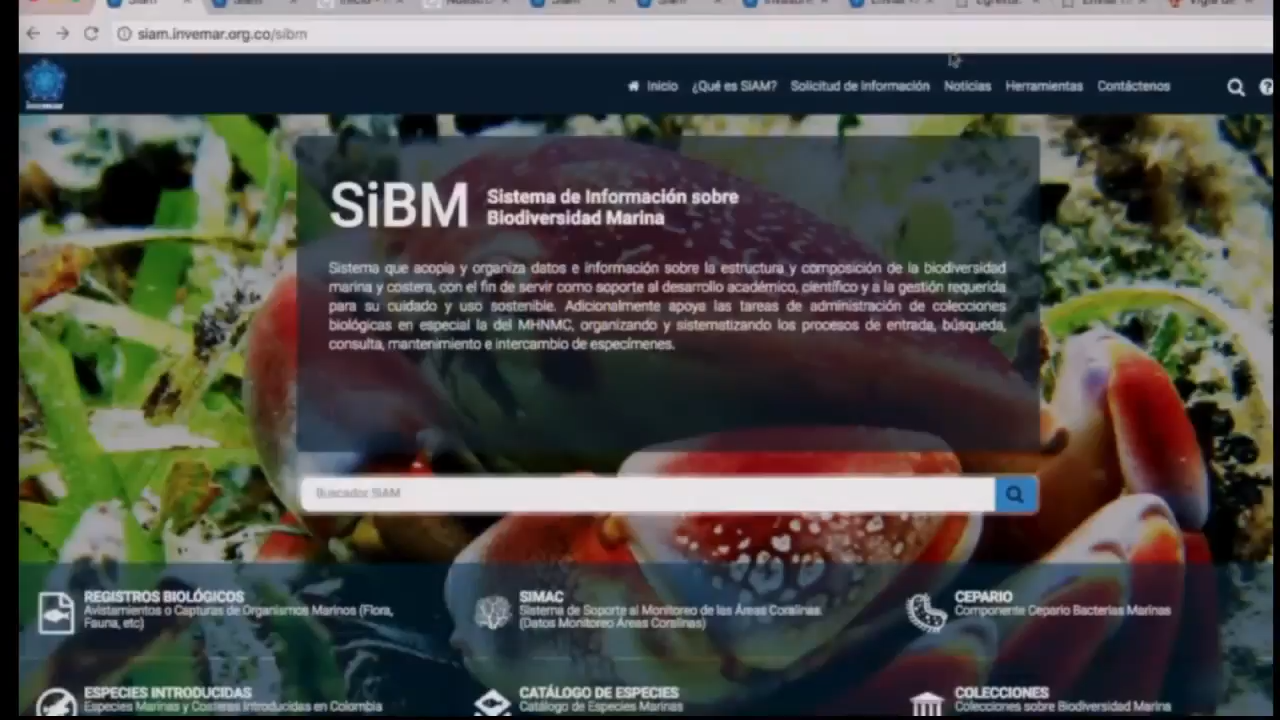 siam.invemar.org.co/sibm
invemar
Inicio ¿Qué es SIAM? Solicitud de Información Noticias Herramientas Contáctenos
SiBM Sistema de Información sobre
Biodiversidad Marina
Sistema que acopia y organiza datos e información sobre la estructura y composición de la biodiversidad
marina y costera, con el fin de servir como soporte al desarrollo académico, científico y a la gestión requerida
para su cuidado y uso sostenible. Adicionalmente apoya las tareas de administración de colecciones
biológicas en especial la del MHNMC, organizando y sistematizando los procesos de entrada, búsqueda,
consulta, mantenimiento e intercambio de especímenes.
Buscador SIAM
REGISTROS BIOLÓGICOS
Avistamientos o Capturas de Organismos Marinos (Flora,
Fauna, etc)
SIMAC
Sistema de Soporte al Monitoreo de las Áreas Coralinas
(Datos Monitoreo Áreas Coralinas)
CEPARIO
Componente Cepario Bacterias Marinas
ESPECIES INTRODUCIDAS
Especies Marinas y Costeras Introducidas en Colombia
CATÁLOGO DE ESPECIES
Catálogo de Especies Marinas
COLECCIONES
Colecciones sobre Biodiversidad Marina